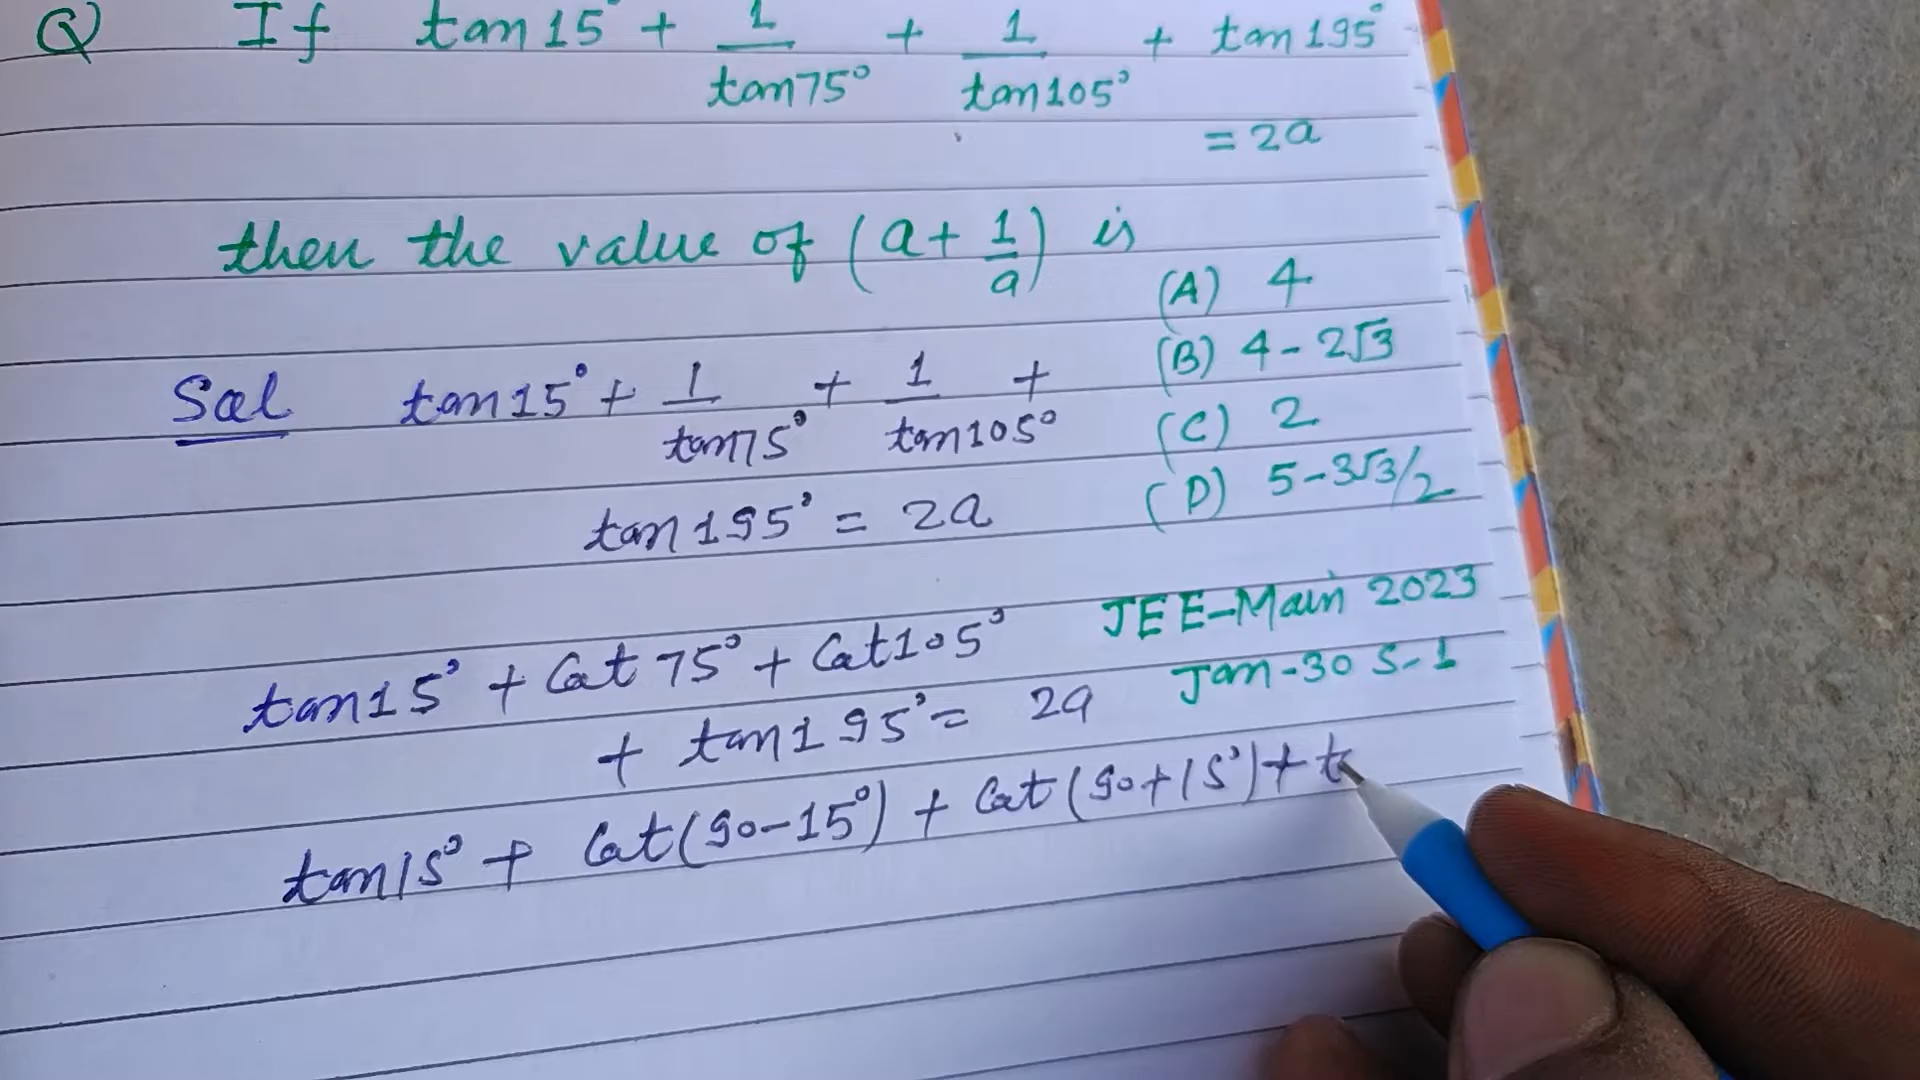 Q) If tan15° + 1/tan75° + 1/tan105° + tan195°
= 2a
then the value of (a + 1/a) is
(A) 4
(B) 4 - 2√3
(C) 2
(D) 5 - 3√3/2
Sol tan15° + 1/tan75° + 1/tan105° +
tan195° = 2a
JEE-Main 2023
Jan-30 S-1
tan15° + Cot 75° + Cot105°
+ tan195° = 2a
tan15° + Cot(90-15°) + Cot(90+15°) + t